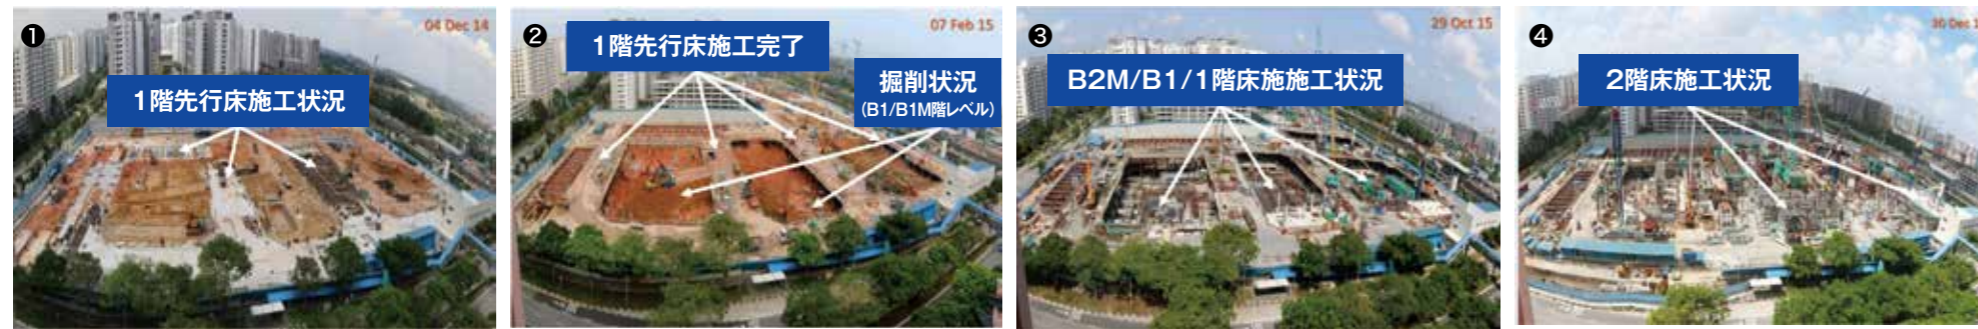 ❶
04 Dec 14
1階先行床施工状況
❷
07 Feb 15
1階先行床施工完了
掘削状況
(B1/B1M階レベル)
❸
29 Oct 15
B2M/B1/1階床施施工状況
❹
30 Dec 1
2階床施工状況